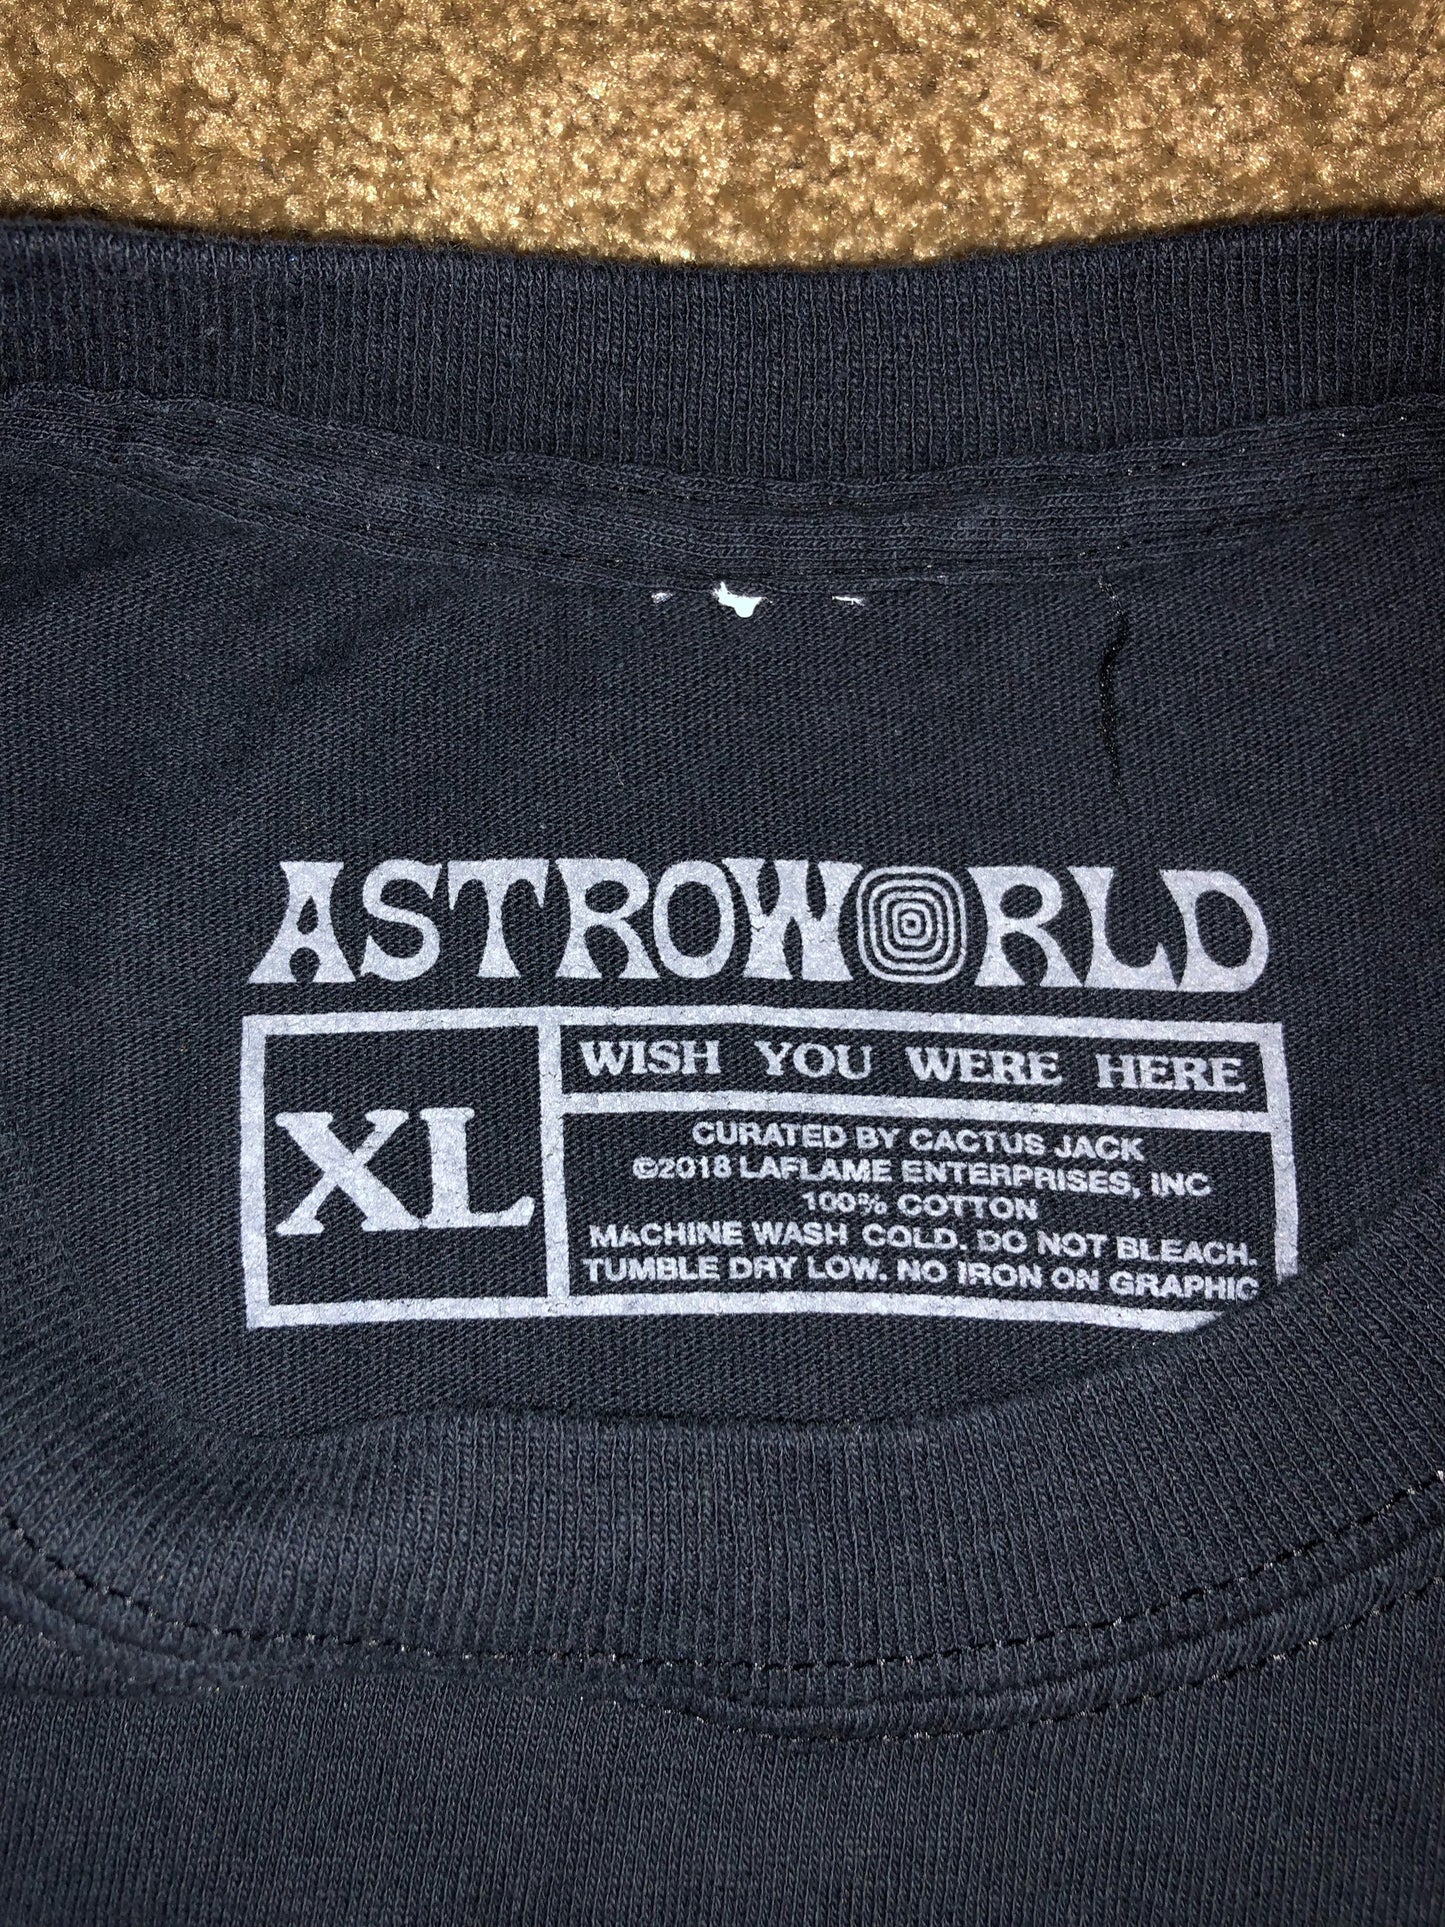 ASTROWORLD
XL
WISH YOU WERE HERE
CURATED BY CACTUS JACK
©2018 LAFLAME ENTERPRISES, INC
100% COTTON
MACHINE WASH COLD. DO NOT BLEACH.
TUMBLE DRY LOW. NO IRON ON GRAPHIC